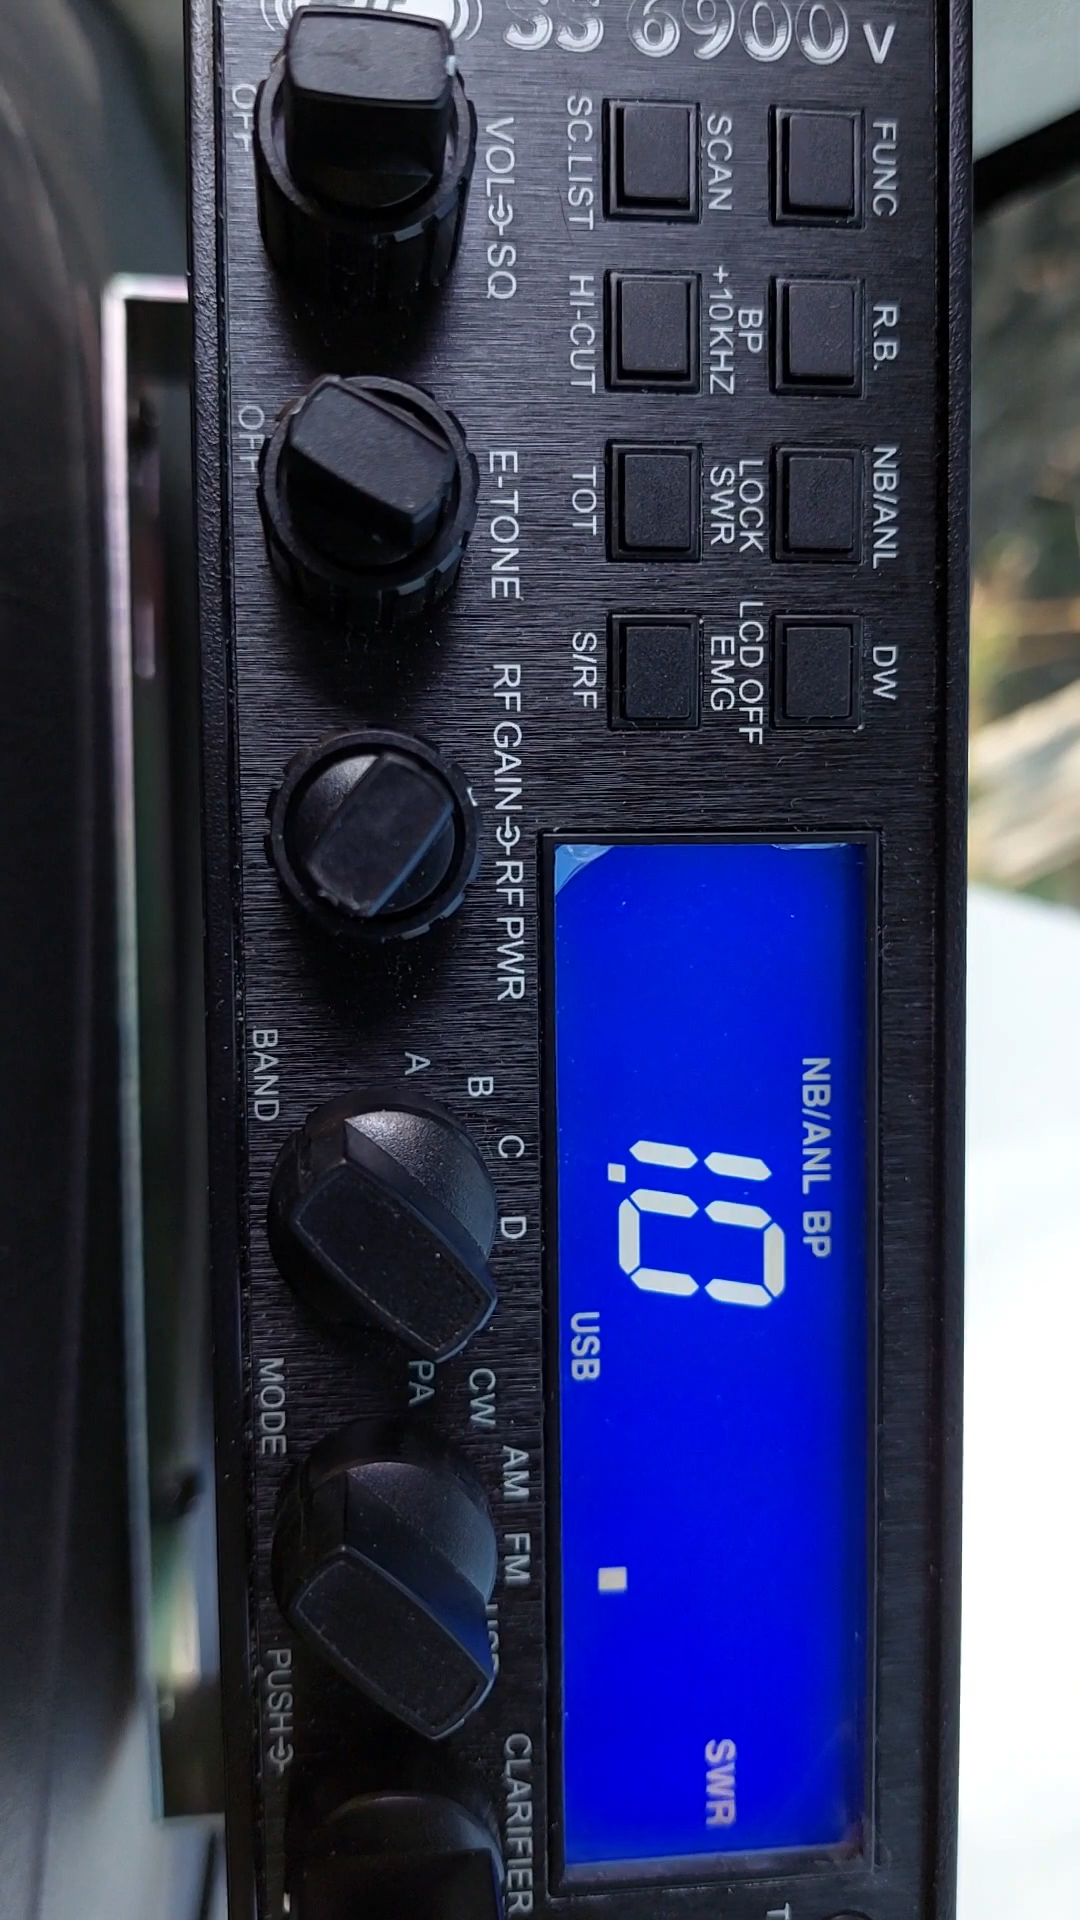 SS 6900 V
FUNC R.B. NB/ANL DW
BP LOCK LCD OFF
SCAN +10KHZ SWR EMG
SC.LIST HI-CUT TOT S/RF
NB/ANL BP
1.0
SWR
USB
VOL SQ
OFF
E-TONE
OFF
RF GAIN RF PWR
A B C D
BAND
PA CW AM FM
MODE
CLARIFIER
PUSH